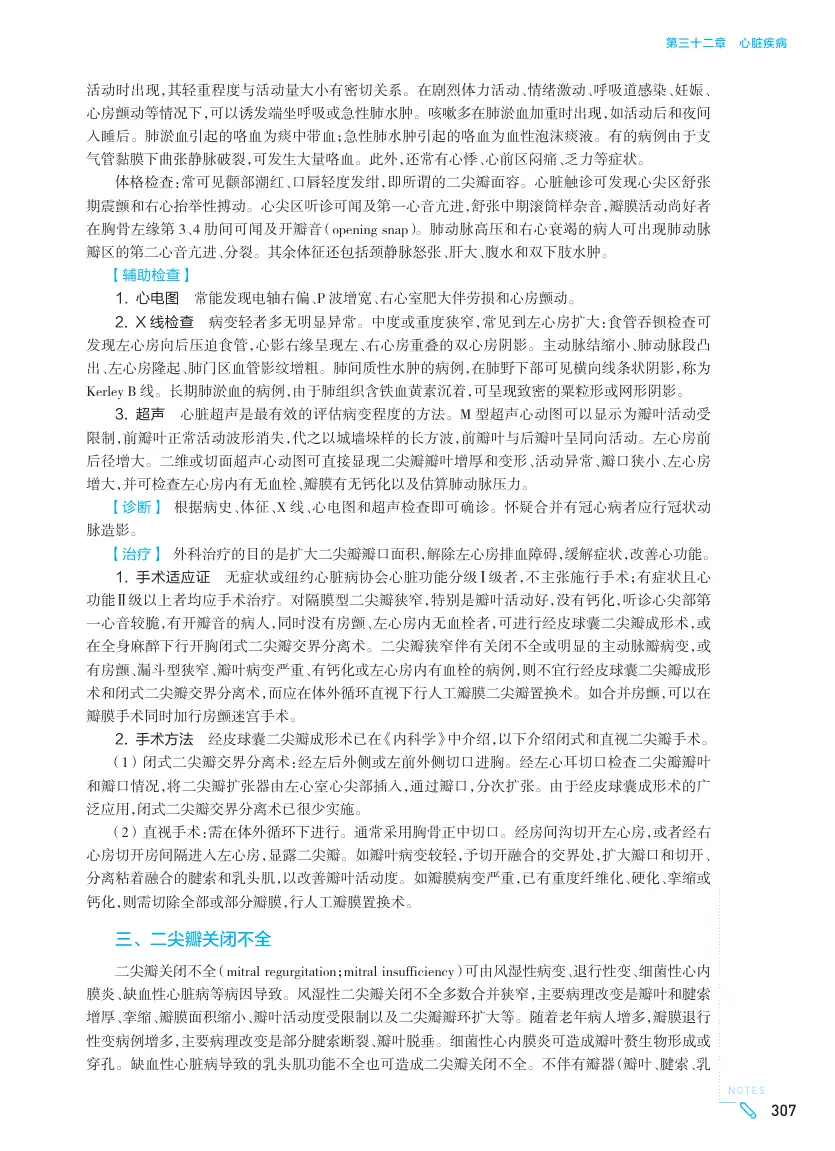 第三十二章 心脏疾病
活动时出现,其轻重程度与活动量大小有密切关系。在剧烈体力活动、情绪激动、呼吸道感染、妊娠、
心房颤动等情况下,可以诱发端坐呼吸或急性肺水肿。咳嗽多在肺淤血加重时出现,如活动后和夜间
入睡后。肺淤血引起的咯血为痰中带血;急性肺水肿引起的咯血为血性泡沫痰液。有的病例由于支
气管黏膜下曲张静脉破裂,可发生大量咯血。此外,还常有心悸、心前区闷痛、乏力等症状。
体格检查:常可见颧部潮红、口唇轻度发绀,即所谓的二尖瓣面容。心脏触诊可发现心尖区舒张
期震颤和右心抬举性搏动。心尖区听诊可闻及第一心音亢进,舒张中期滚筒样杂音,瓣膜活动尚好者
在胸骨左缘第 3、4 肋间可闻及开瓣音(opening snap)。肺动脉高压和右心衰竭的病人可出现肺动脉
瓣区的第二心音亢进、分裂。其余体征还包括颈静脉怒张、肝大、腹水和双下肢水肿。
【辅助检查】
1. 心电图 常能发现电轴右偏、P 波增宽、右心室肥大伴劳损和心房颤动。
2. X 线检查 病变轻者多无明显异常。中度或重度狭窄,常见到左心房扩大:食管吞钡检查可
发现左心房向后压迫食管,心影右缘呈现左、右心房重叠的双心房阴影。主动脉结缩小、肺动脉段凸
出、左心房隆起、肺门区血管影纹增粗。肺间质性水肿的病例,在肺野下部可见横向线条状阴影,称为
Kerley B 线。长期肺淤血的病例,由于肺组织含铁血黄素沉着,可呈现致密的粟粒形或网形阴影。
3. 超声 心脏超声是最有效的评估病变程度的方法。M 型超声心动图可以显示为瓣叶活动受
限制,前瓣叶正常活动波形消失,代之以城墙垛样的长方波,前瓣叶与后瓣叶呈同向活动。左心房前
后径增大。二维或切面超声心动图可直接显现二尖瓣瓣叶增厚和变形、活动异常、瓣口狭小、左心房
增大,并可检查左心房内有无血栓、瓣膜有无钙化以及估算肺动脉压力。
【诊断】 根据病史、体征、X 线、心电图和超声检查即可确诊。怀疑合并有冠心病者应行冠状动
脉造影。
【治疗】 外科治疗的目的是扩大二尖瓣瓣口面积,解除左心房排血障碍,缓解症状,改善心功能。
1. 手术适应证 无症状或纽约心脏病协会心脏功能分级Ⅰ级者,不主张施行手术;有症状且心
功能Ⅱ级以上者均应手术治疗。对隔膜型二尖瓣狭窄,特别是瓣叶活动好,没有钙化,听诊心尖部第
一心音较脆,有开瓣音的病人,同时没有房颤、左心房内无血栓者,可进行经皮球囊二尖瓣成形术,或
在全身麻醉下行开胸闭式二尖瓣交界分离术。二尖瓣狭窄伴有关闭不全或明显的主动脉瓣病变,或
有房颤、漏斗型狭窄、瓣叶病变严重、有钙化或左心房内有血栓的病例,则不宜行经皮球囊二尖瓣成形
术和闭式二尖瓣交界分离术,而应在体外循环直视下行人工瓣膜二尖瓣置换术。如合并房颤,可以在
瓣膜手术同时加行房颤迷宫手术。
2. 手术方法 经皮球囊二尖瓣成形术已在《内科学》中介绍,以下介绍闭式和直视二尖瓣手术。
(1)闭式二尖瓣交界分离术:经左后外侧或左前外侧切口进胸。经左心耳切口检查二尖瓣瓣叶
和瓣口情况,将二尖瓣扩张器由左心室心尖部插入,通过瓣口,分次扩张。由于经皮球囊成形术的广
泛应用,闭式二尖瓣交界分离术已很少实施。
(2)直视手术:需在体外循环下进行。通常采用胸骨正中切口。经房间沟切开左心房,或者经右
心房切开房间隔进入左心房,显露二尖瓣。如瓣叶病变较轻,予切开融合的交界处,扩大瓣口和切开、
分离粘着融合的腱索和乳头肌,以改善瓣叶活动度。如瓣膜病变严重,已有重度纤维化、硬化、挛缩或
钙化,则需切除全部或部分瓣膜,行人工瓣膜置换术。
三、二尖瓣关闭不全
二尖瓣关闭不全(mitral regurgitation;mitral insufficiency)可由风湿性病变、退行性变、细菌性心内
膜炎、缺血性心脏病等病因导致。风湿性二尖瓣关闭不全多数合并狭窄,主要病理改变是瓣叶和腱索
增厚、挛缩、瓣膜面积缩小、瓣叶活动度受限制以及二尖瓣瓣环扩大等。随着老年病人增多,瓣膜退行
性变病例增多,主要病理改变是部分腱索断裂、瓣叶脱垂。细菌性心内膜炎可造成瓣叶赘生物形成或
穿孔。缺血性心脏病导致的乳头肌功能不全也可造成二尖瓣关闭不全。不伴有瓣器(瓣叶、腱索、乳
NOTES
307